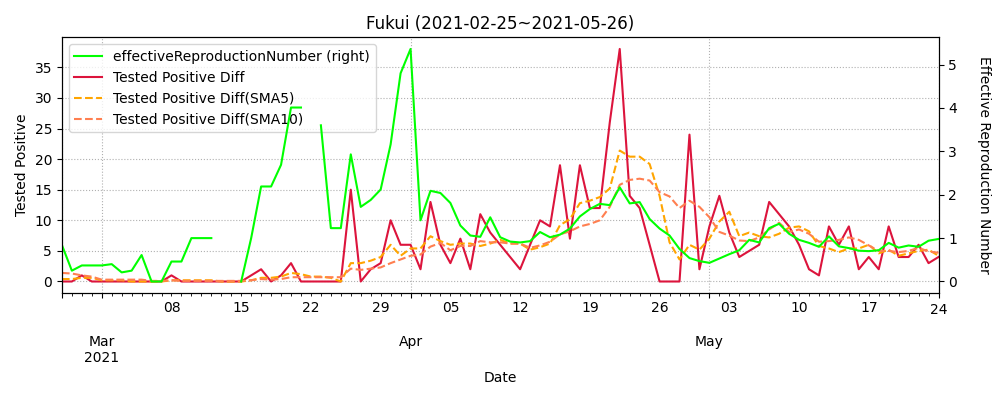 Fukui (2021-02-25~2021-05-26)
effectiveReproductionNumber (right)
Tested Positive Diff
Tested Positive Diff(SMA5)
Tested Positive Diff(SMA10)
Tested Positive
35
30
25
20
15
10
5
0
5
4
3
2
1
0
Effective Reproduction Number
08 15 22 29 05 12 19 26 03 10 17 24
Mar Apr May
2021
Date